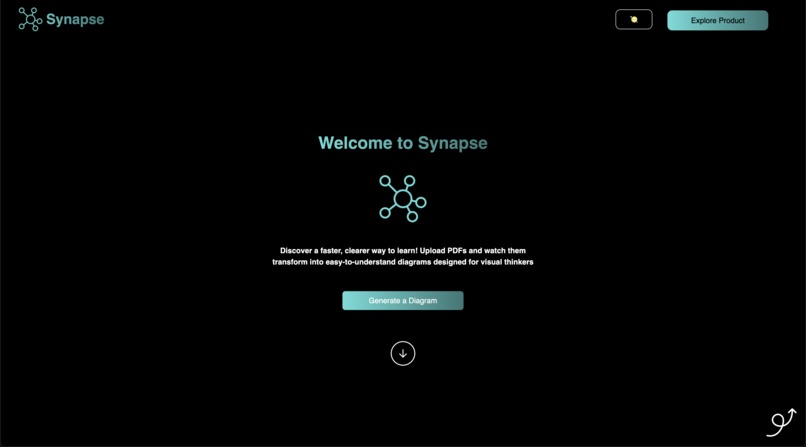 Synapse
Explore Product
Welcome to Synapse
Discover a faster, clearer way to learn! Upload PDFs and watch them
transform into easy-to-understand diagrams designed for visual thinkers
Generate a Diagram